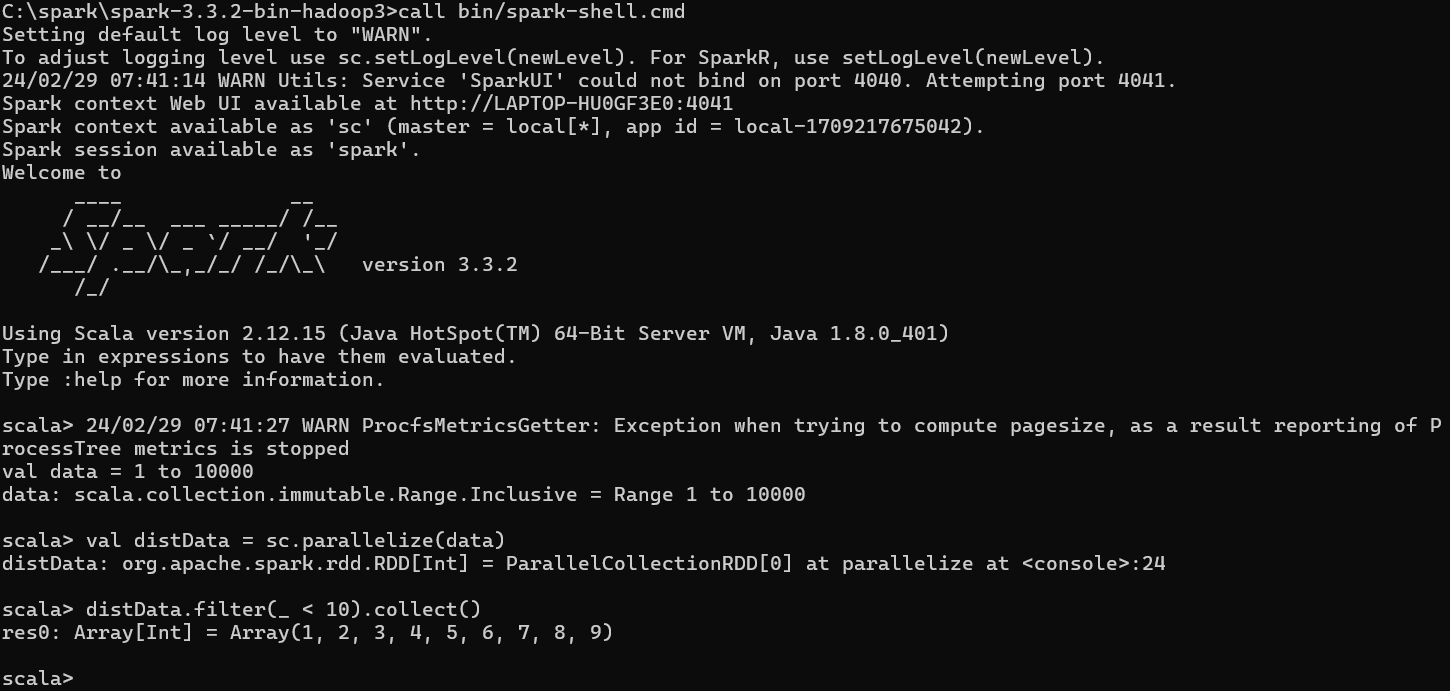 C:\spark\spark-3.3.2-bin-hadoop3>call bin/spark-shell.cmd
Setting default log level to "WARN".
To adjust logging level use sc.setLogLevel(newLevel). For SparkR, use setLogLevel(newLevel).
24/02/29 07:41:14 WARN Utils: Service 'SparkUI' could not bind on port 4040. Attempting port 4041.
Spark context Web UI available at http://LAPTOP-HU0GF3E0:4041
Spark context available as 'sc' (master = local[*], app id = local-1709217675042).
Spark session available as 'spark'.
Welcome to
      ____              __
     / __/__  ___ _____/ /__
    _\ \/ _ \/ _ `/ __/  '_/
   /___/ .__/\_,_/_/ /_/\_\   version 3.3.2
      /_/

Using Scala version 2.12.15 (Java HotSpot(TM) 64-Bit Server VM, Java 1.8.0_401)
Type in expressions to have them evaluated.
Type :help for more information.

scala> 24/02/29 07:41:27 WARN ProcfsMetricsGetter: Exception when trying to compute pagesize, as a result reporting of P
rocessTree metrics is stopped
val data = 1 to 10000
data: scala.collection.immutable.Range.Inclusive = Range 1 to 10000

scala> val distData = sc.parallelize(data)
distData: org.apache.spark.rdd.RDD[Int] = ParallelCollectionRDD[0] at parallelize at <console>:24

scala> distData.filter(_ < 10).collect()
res0: Array[Int] = Array(1, 2, 3, 4, 5, 6, 7, 8, 9)

scala>